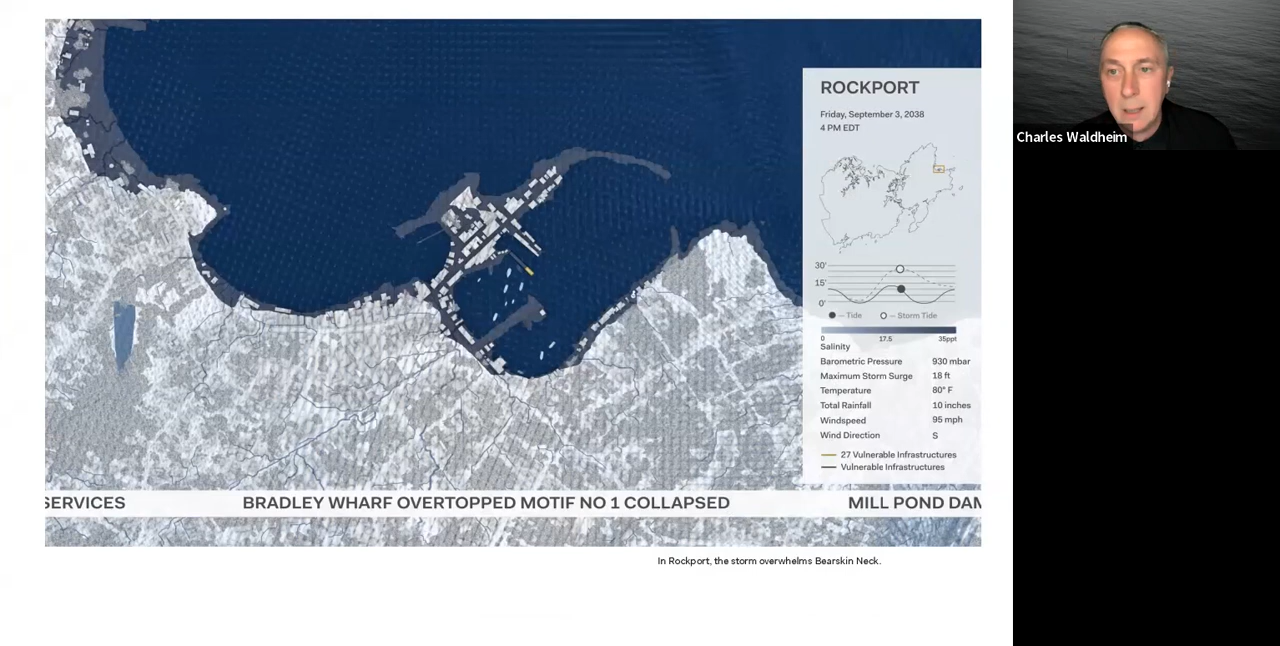 ROCKPORT
Friday, September 3, 2038
4 PM EDT
30'
15'
0'
— Tide
— Storm Tide
0 17.5 35ppt
Salinity
Barometric Pressure 930 mbar
Maximum Storm Surge 18 ft
Temperature 80° F
Total Rainfall 10 inches
Windspeed 95 mph
Wind Direction S
27 Vulnerable Infrastructures
Vulnerable Infrastructures
SERVICES BRADLEY WHARF OVERTOPPED MOTIF NO 1 COLLAPSED MILL POND DAM
In Rockport, the storm overwhelms Bearskin Neck.
Charles Waldheim